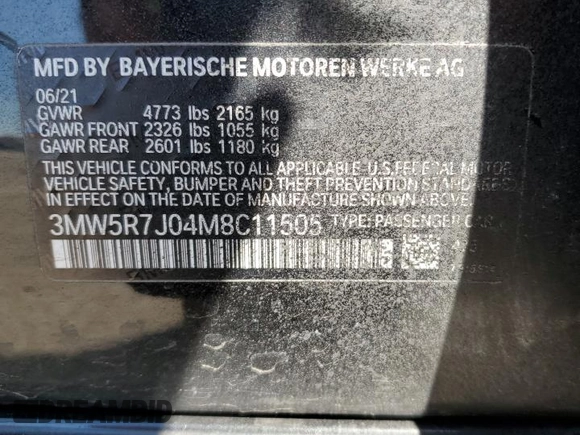 MFD BY BAYERISCHE MOTOREN WERKE AG
06/21
GVWR 4773 lbs 2165 kg
GAWR FRONT 2326 lbs 1055 kg
GAWR REAR 2601 lbs 1180 kg
THIS VEHICLE CONFORMS TO ALL APPLICABLE U.S. FEDERAL MOTOR
VEHICLE SAFETY, BUMPER AND THEFT PREVENTION STANDARDS
IN EFFECT ON THE DATE OF MANUFACTURE SHOWN ABOVE.
3MW5R7J04M8C11505 TYPE: PASSENGER CAR
DREAMBID